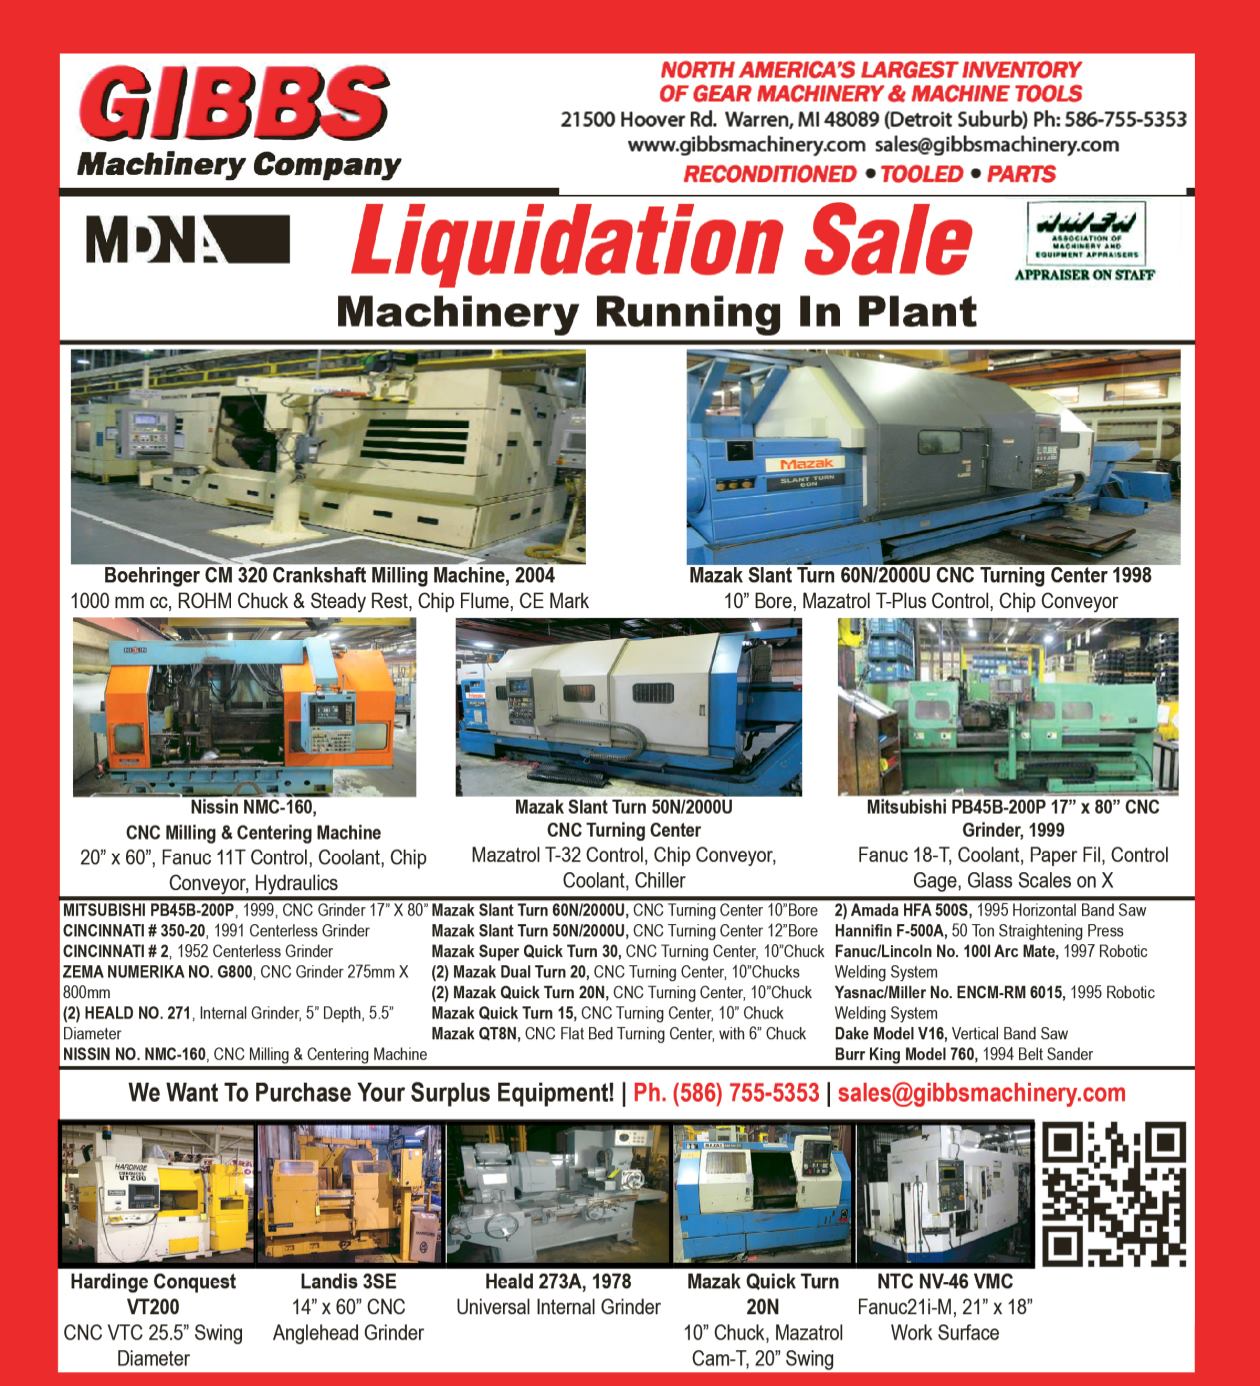 GIBBS
Machinery Company
NORTH AMERICA'S LARGEST INVENTORY
OF GEAR MACHINERY & MACHINE TOOLS
21500 Hoover Rd.  Warren, MI 48089 (Detroit Suburb) Ph: 586-755-5353
www.gibbsmachinery.com  sales@gibbsmachinery.com
RECONDITIONED • TOOLED • PARTS
MDNA
Liquidation Sale
Machinery Running In Plant
AMEA
ASSOCIATION OF
MACHINERY AND
EQUIPMENT APPRAISERS
APPRAISER ON STAFF
Mazak
SLANT TURN
60N
Boehringer CM 320 Crankshaft Milling Machine, 2004
1000 mm cc, ROHM Chuck & Steady Rest, Chip Flume, CE Mark
Mazak Slant Turn 60N/2000U CNC Turning Center 1998
10” Bore, Mazatrol T-Plus Control, Chip Conveyor
NISSIN
Mazak
Nissin NMC-160,
CNC Milling & Centering Machine
20” x 60”, Fanuc 11T Control, Coolant, Chip
Conveyor, Hydraulics
Mazak Slant Turn 50N/2000U
CNC Turning Center
Mazatrol T-32 Control, Chip Conveyor,
Coolant, Chiller
Mitsubishi PB45B-200P 17” x 80” CNC
Grinder, 1999
Fanuc 18-T, Coolant, Paper Fil, Control
Gage, Glass Scales on X
MITSUBISHI PB45B-200P, 1999, CNC Grinder 17” X 80”
CINCINNATI # 350-20, 1991 Centerless Grinder
CINCINNATI # 2, 1952 Centerless Grinder
ZEMA NUMERIKA NO. G800, CNC Grinder 275mm X
800mm
(2) HEALD NO. 271, Internal Grinder, 5” Depth, 5.5”
Diameter
NISSIN NO. NMC-160, CNC Milling & Centering Machine
Mazak Slant Turn 60N/2000U, CNC Turning Center 10”Bore
Mazak Slant Turn 50N/2000U, CNC Turning Center 12”Bore
Mazak Super Quick Turn 30, CNC Turning Center, 10”Chuck
(2) Mazak Dual Turn 20, CNC Turning Center, 10”Chucks
(2) Mazak Quick Turn 20N, CNC Turning Center, 10”Chuck
Mazak Quick Turn 15, CNC Turning Center, 10” Chuck
Mazak QT8N, CNC Flat Bed Turning Center, with 6” Chuck
2) Amada HFA 500S, 1995 Horizontal Band Saw
Hannifin F-500A, 50 Ton Straightening Press
Fanuc/Lincoln No. 100I Arc Mate, 1997 Robotic
Welding System
Yasnac/Miller No. ENCM-RM 6015, 1995 Robotic
Welding System
Dake Model V16, Vertical Band Saw
Burr King Model 760, 1994 Belt Sander
We Want To Purchase Your Surplus Equipment! | Ph. (586) 755-5353 | sales@gibbsmachinery.com
HARDINGE
CONQUEST
VT200
MAZAK
Hardinge Conquest
VT200
CNC VTC 25.5” Swing
Diameter
Landis 3SE
14” x 60” CNC
Anglehead Grinder
Heald 273A, 1978
Universal Internal Grinder
Mazak Quick Turn
20N
10” Chuck, Mazatrol
Cam-T, 20” Swing
NTC NV-46 VMC
Fanuc21i-M, 21” x 18”
Work Surface